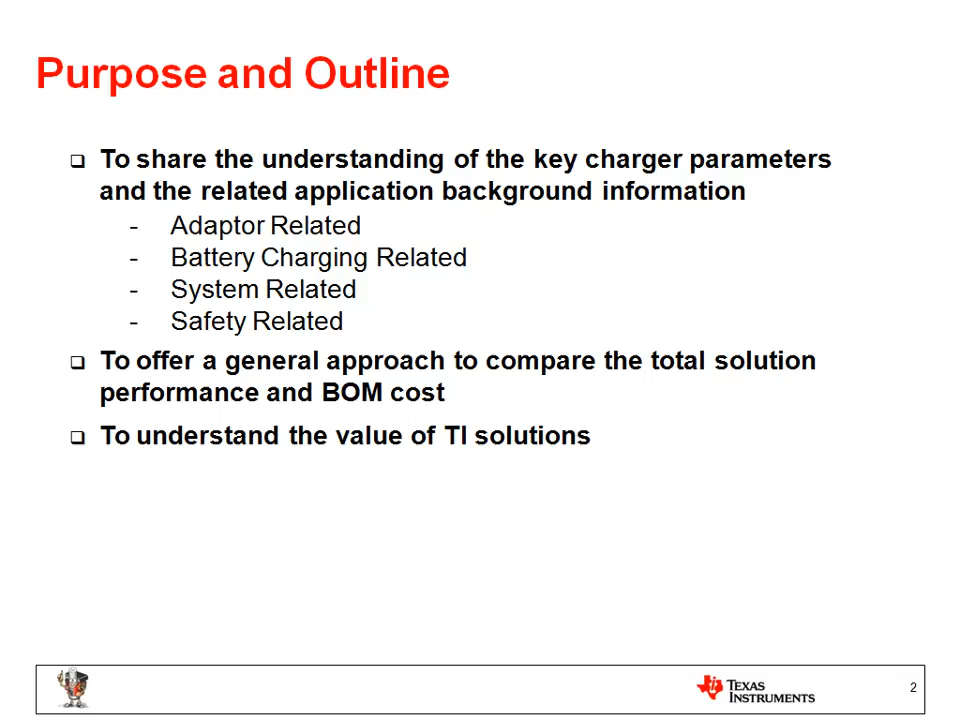 Purpose and Outline
❑ To share the understanding of the key charger parameters
and the related application background information
- Adaptor Related
- Battery Charging Related
- System Related
- Safety Related
❑ To offer a general approach to compare the total solution
performance and BOM cost
❑ To understand the value of TI solutions
TEXAS
INSTRUMENTS
2